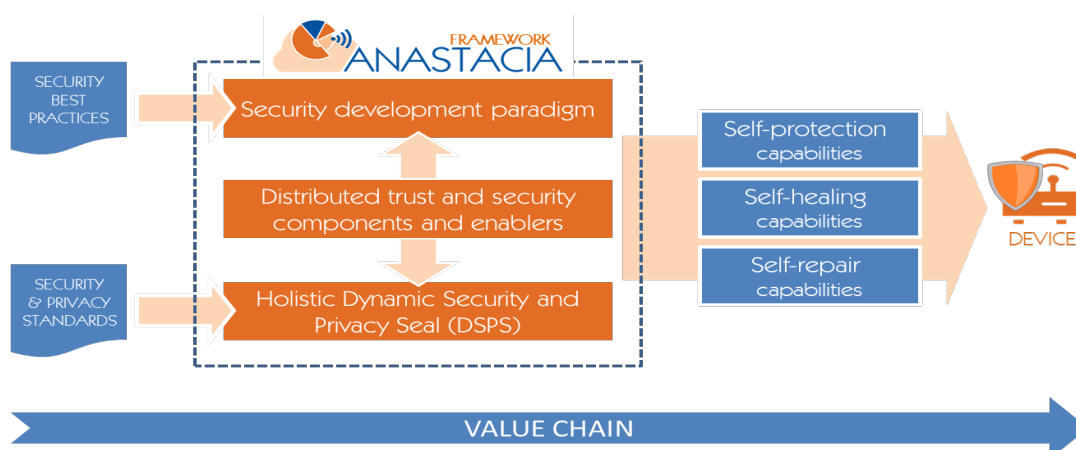 FRAMEWORK
ANASTACIA
SECURITY
BEST
PRACTICES
Security development paradigm
Distributed trust and security
components and enablers
SECURITY
& PRIVACY
STANDARDS
Holistic Dynamic Security and
Privacy Seal (DSPS)
Self-protection
capabilities
Self-healing
capabilities
Self-repair
capabilities
DEVICE
VALUE CHAIN